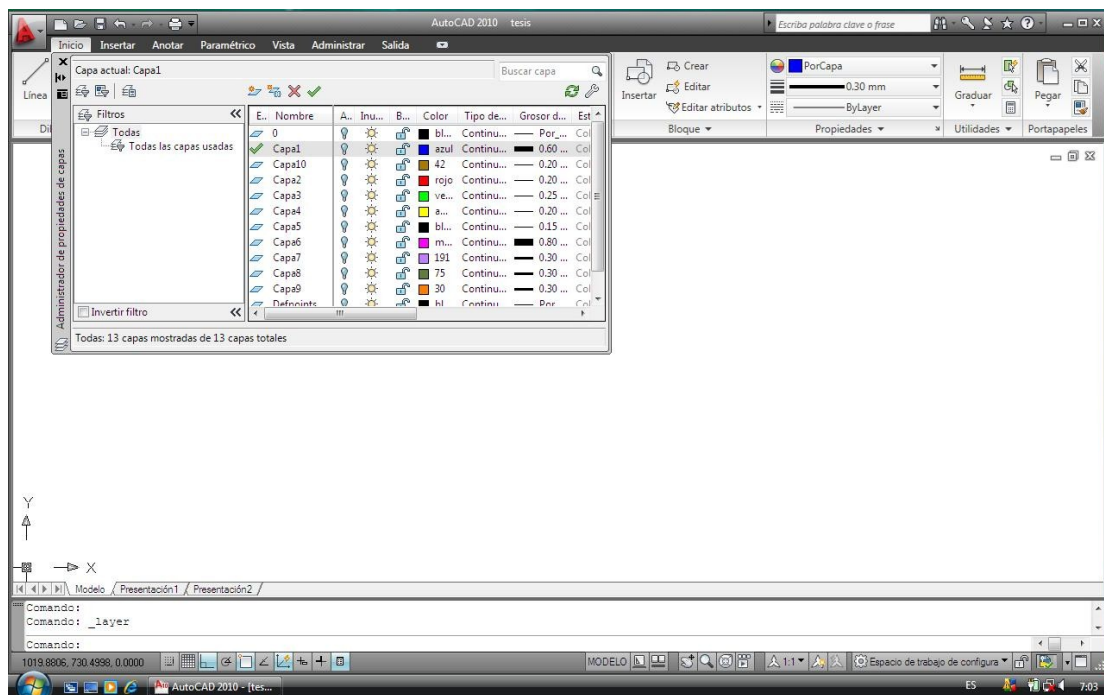 AutoCAD 2010 tesis
Escriba palabra clave o frase
Inicio Insertar Anotar Paramétrico Vista Administrar Salida
Línea
Capa actual: Capa1
Buscar capa
Filtros
Todas
Todas las capas usadas
Invertir filtro
E.. Nombre A.. Inu... B... Color Tipo de... Grosor d... Est
0 bl... Continu... Por_... Col
Capa1 azul Continu... 0.60 ... Col
Capa10 42 Continu... 0.20 ... Col
Capa2 rojo Continu... 0.20 ... Col
Capa3 ve... Continu... 0.25 ... Col
Capa4 a... Continu... 0.20 ... Col
Capa5 bl... Continu... 0.15 ... Col
Capa6 m... Continu... 0.80 ... Col
Capa7 191 Continu... 0.30 ... Col
Capa8 75 Continu... 0.30 ... Col
Capa9 30 Continu... 0.30 ... Col
Defpoints bl... Continu... Por_... Col
Todas: 13 capas mostradas de 13 capas totales
Administrador de propiedades de capas
Insertar
Crear
Editar
Editar atributos
Bloque
PorCapa
0.30 mm
ByLayer
Propiedades
Graduar
Utilidades
Pegar
Portapapeles
Y
X
Modelo Presentación1 Presentación2
Comando:
Comando: _layer
Comando:
1019.8806, 730.4998, 0.0000
MODELO
1:1
Espacio de trabajo de configura
AutoCAD 2010 - [tes...
ES
7:03